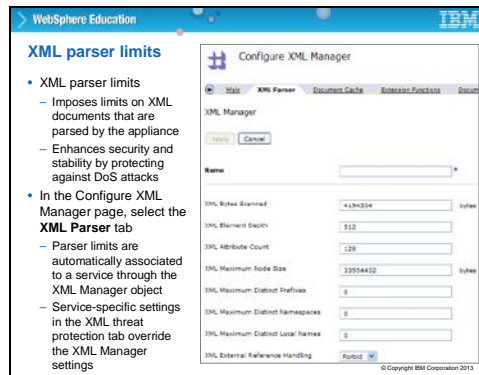 WebSphere Education
IBM
XML parser limits
• XML parser limits
– Imposes limits on XML
documents that are
parsed by the appliance
– Enhances security and
stability by protecting
against DoS attacks
• In the Configure XML
Manager page, select the
XML Parser tab
– Parser limits are
automatically associated
to a service through the
XML Manager object
– Service-specific settings
in the XML threat
protection tab override
the XML Manager
settings
Configure XML Manager
Main XML Parser Document Cache Extension Functions Docum
XML Manager
Apply Cancel
Name *
XML Bytes Scanned 4194304 bytes
XML Element Depth 512
XML Attribute Count 128
XML Maximum Node Size 33554432 bytes
XML Maximum Distinct Prefixes 0
XML Maximum Distinct Namespaces 0
XML Maximum Distinct Local Names 0
XML External Reference Handling Forbid
© Copyright IBM Corporation 2013